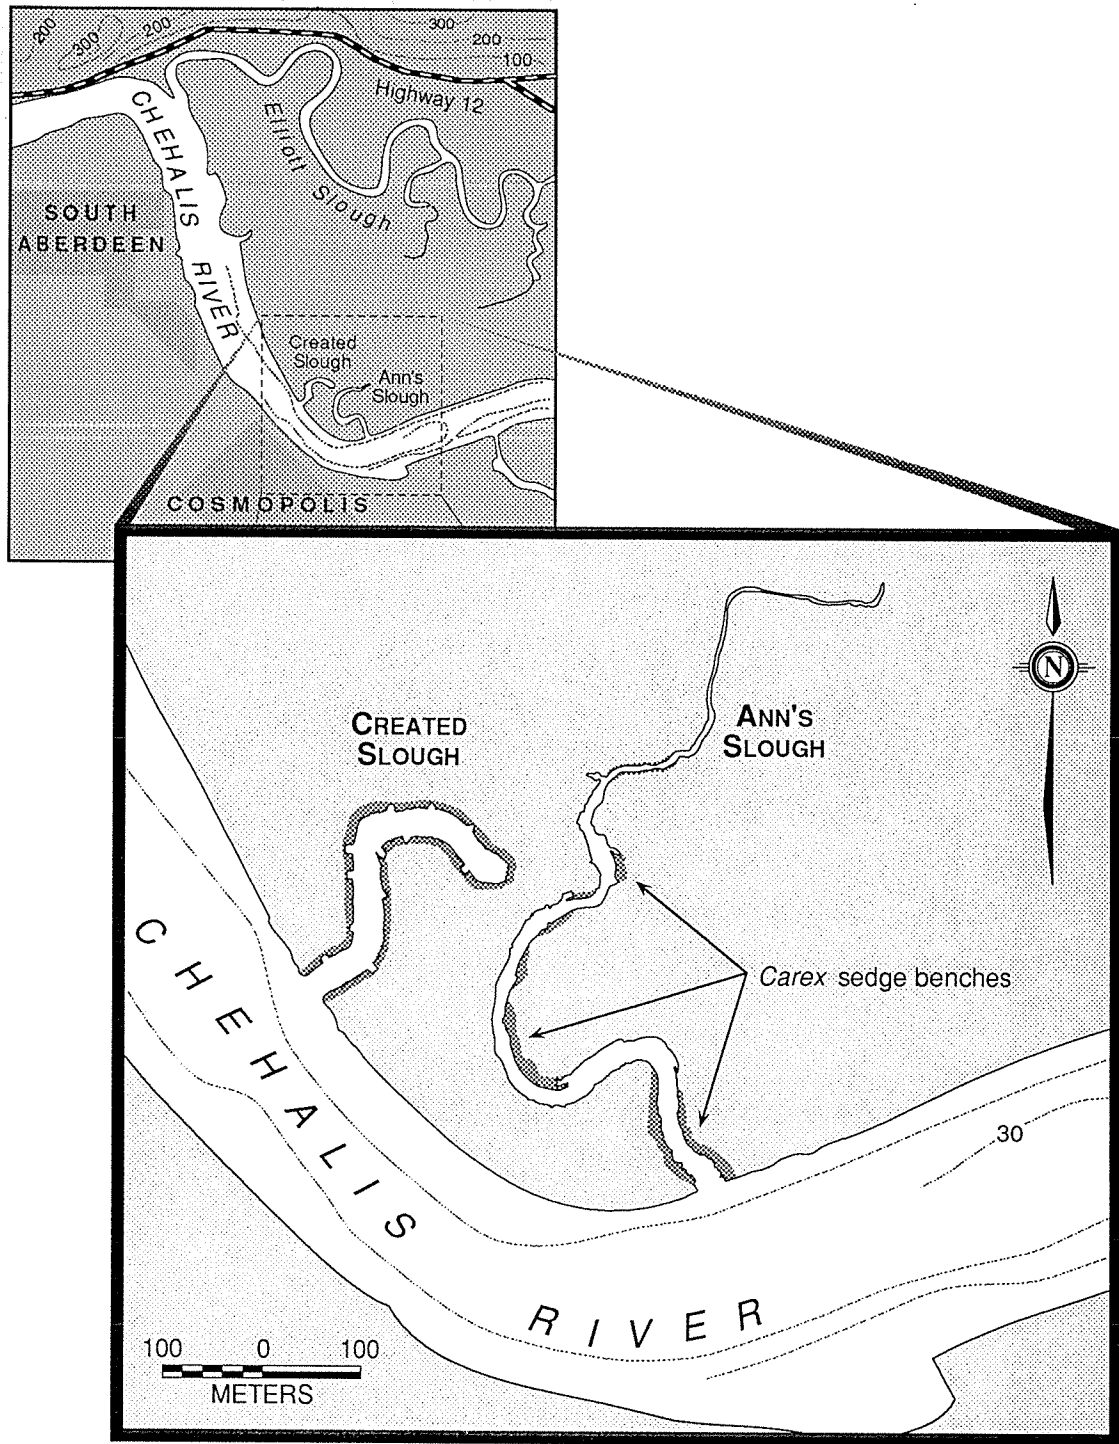 200
300
200
300
200
100
Highway 12
CHEHALIS RIVER
Elliott Slough
SOUTH
ABERDEEN
Created
Slough
Ann's
Slough
COSMOPOLIS
N
CREATED
SLOUGH
ANN'S
SLOUGH
Carex sedge benches
30
CHEHALIS
RIVER
100 0 100
METERS